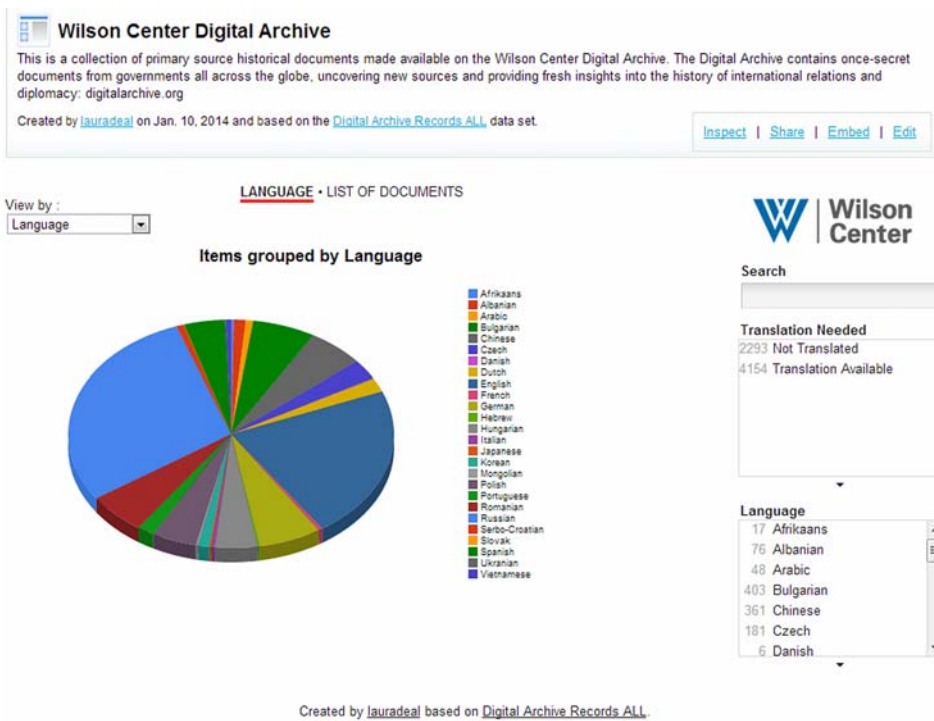 Wilson Center Digital Archive
This is a collection of primary source historical documents made available on the Wilson Center Digital Archive. The Digital Archive contains once-secret
documents from governments all across the globe, uncovering new sources and providing fresh insights into the history of international relations and
diplomacy: digitalarchive.org
Created by lauradeal on Jan. 10, 2014 and based on the Digital Archive Records ALL data set.
Inspect | Share | Embed | Edit
LANGUAGE • LIST OF DOCUMENTS
View by :
Language
Items grouped by Language
Afrikaans
Albanian
Arabic
Bulgarian
Chinese
Czech
Danish
Dutch
English
French
German
Hebrew
Hungarian
Italian
Japanese
Korean
Mongolian
Polish
Portuguese
Romanian
Russian
Serbo-Croatian
Slovak
Spanish
Ukranian
Vietnamese
Wilson
Center
Search
Translation Needed
2293 Not Translated
4154 Translation Available
Language
17 Afrikaans
76 Albanian
48 Arabic
403 Bulgarian
361 Chinese
181 Czech
6 Danish
Created by lauradeal based on Digital Archive Records ALL.